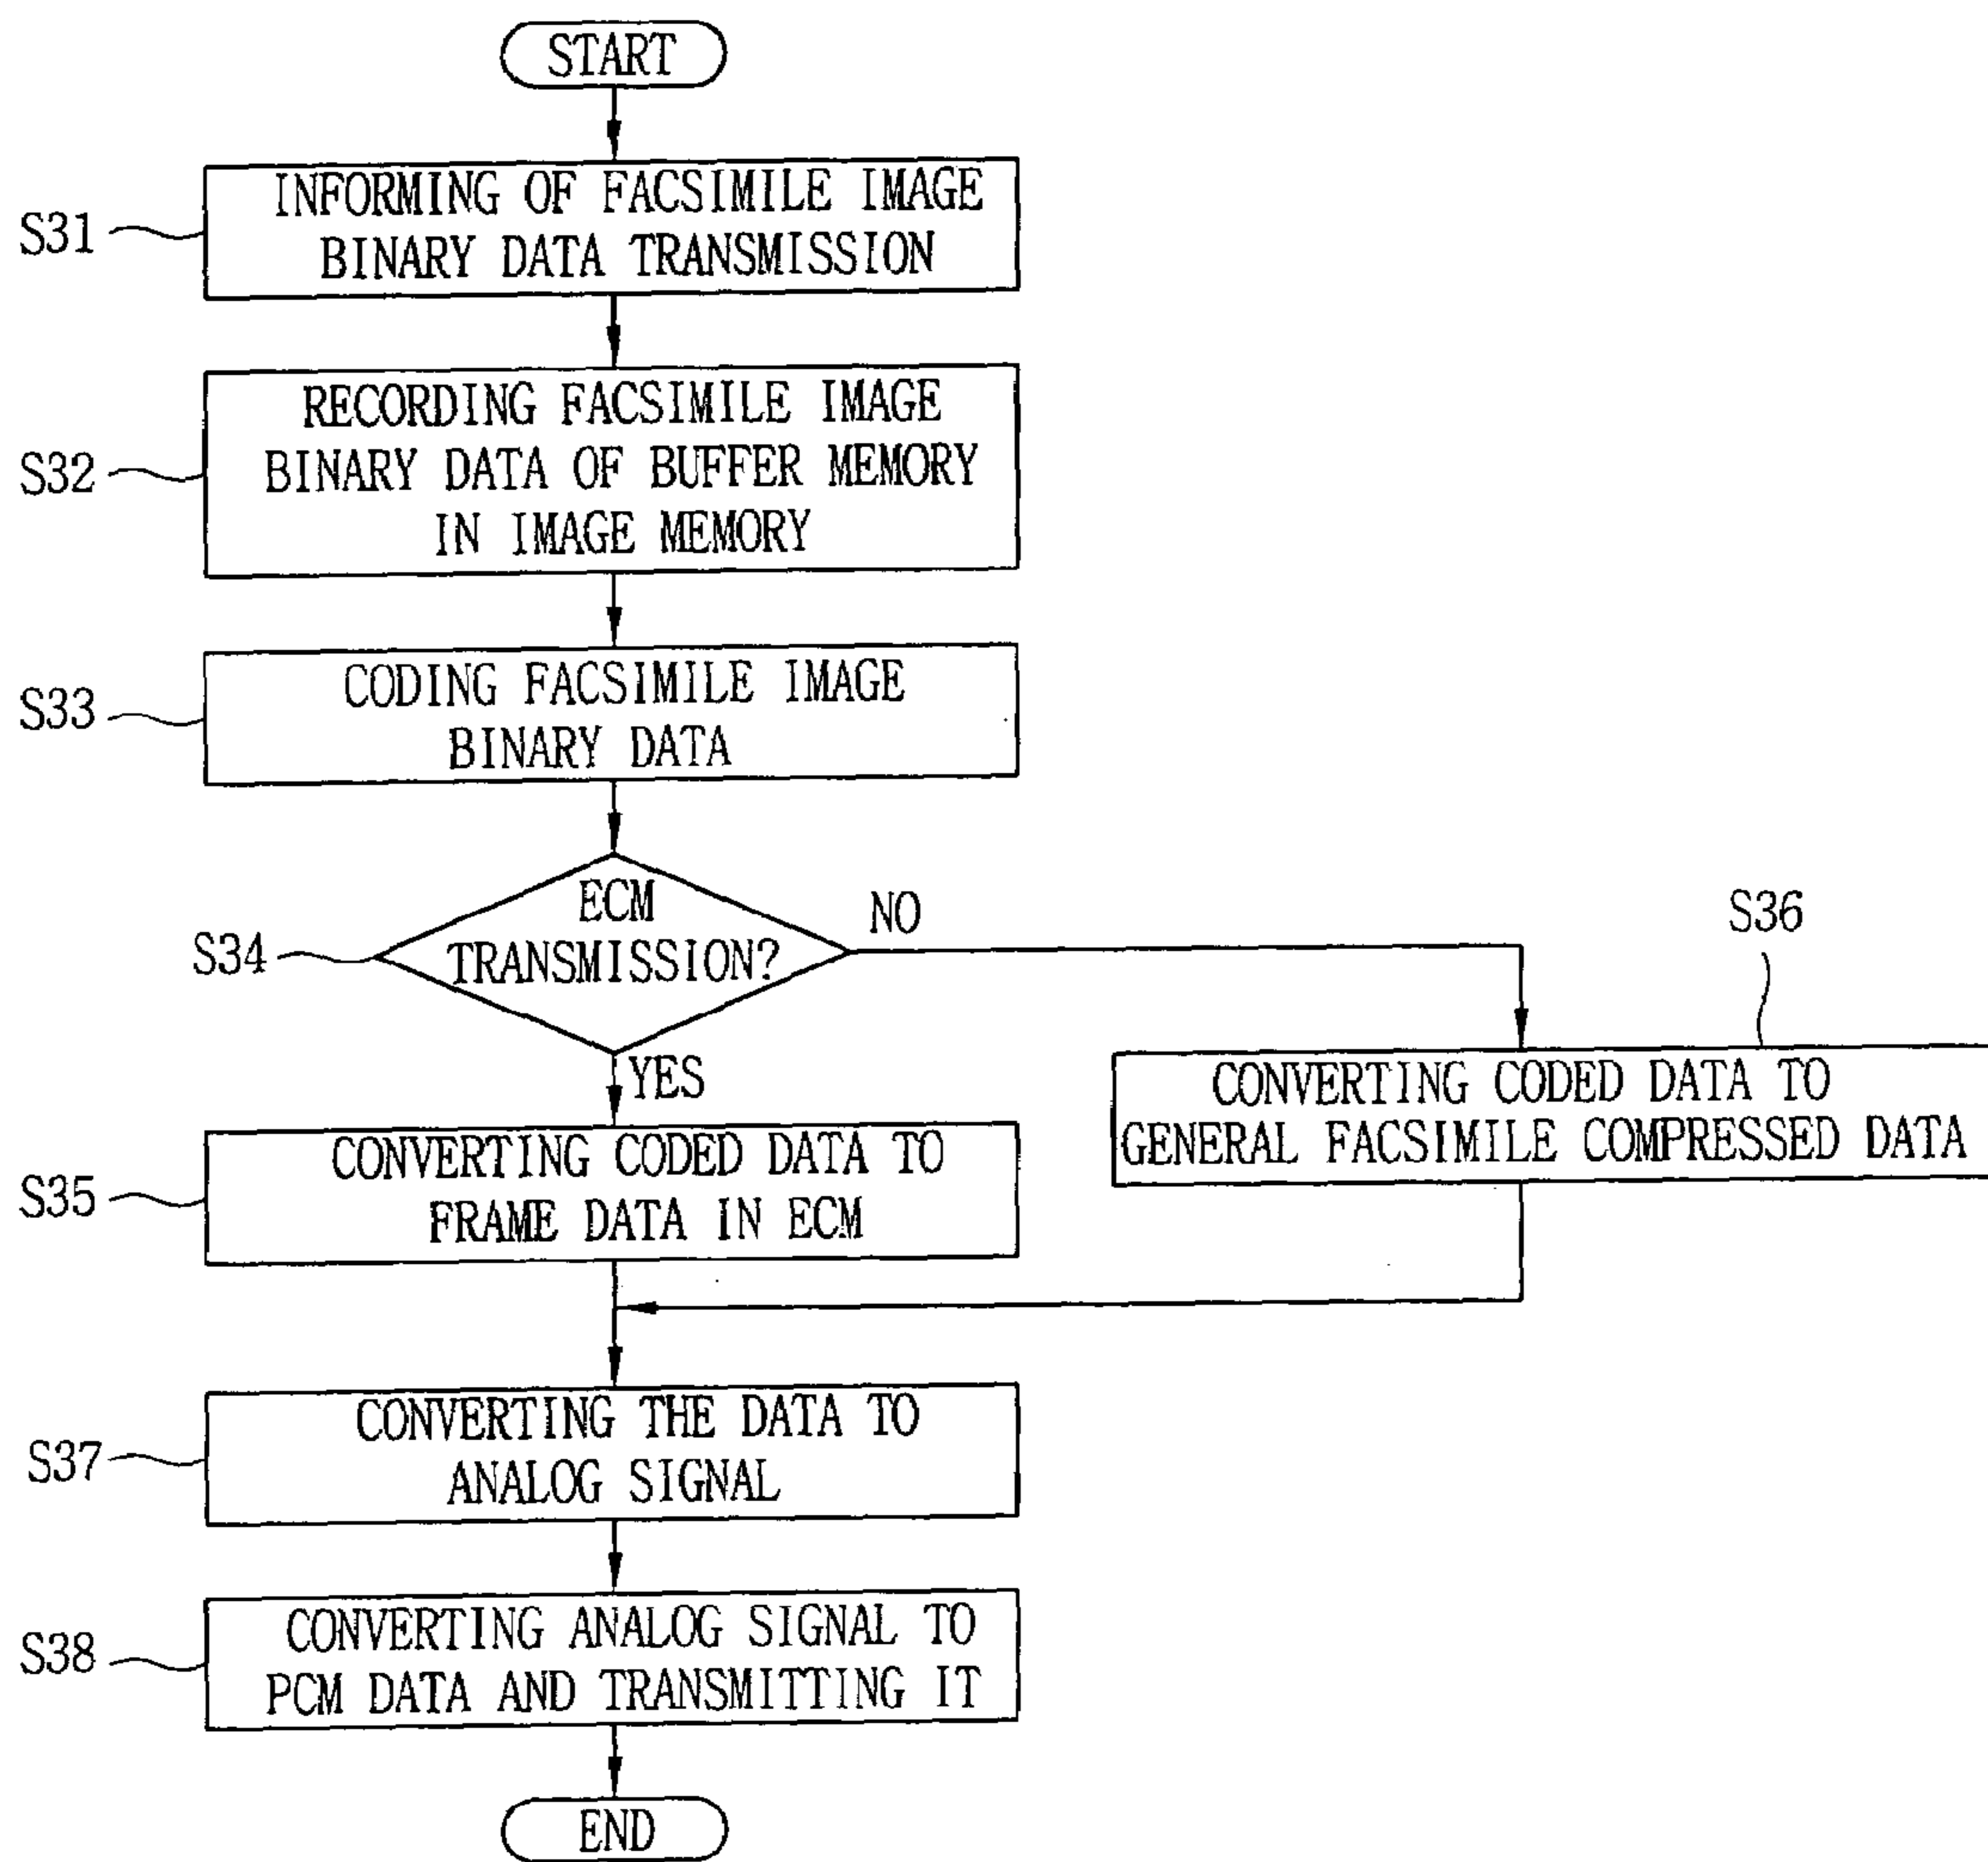 START
S31
INFORMING OF FACSIMILE IMAGE
BINARY DATA TRANSMISSION
S32
RECORDING FACSIMILE IMAGE
BINARY DATA OF BUFFER MEMORY
IN IMAGE MEMORY
S33
CODING FACSIMILE IMAGE
BINARY DATA
S34
ECM
TRANSMISSION?
NO
YES
S36
CONVERTING CODED DATA TO
GENERAL FACSIMILE COMPRESSED DATA
S35
CONVERTING CODED DATA TO
FRAME DATA IN ECM
S37
CONVERTING THE DATA TO
ANALOG SIGNAL
S38
CONVERTING ANALOG SIGNAL TO
PCM DATA AND TRANSMITTING IT
END